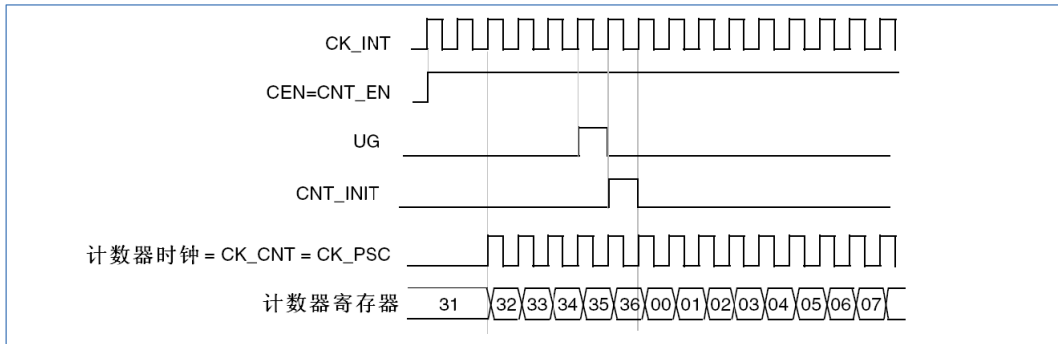 CK_INT
CEN=CNT_EN
UG
CNT_INIT
计数器时钟 = CK_CNT = CK_PSC
计数器寄存器 31 32 33 34 35 36 00 01 02 03 04 05 06 07